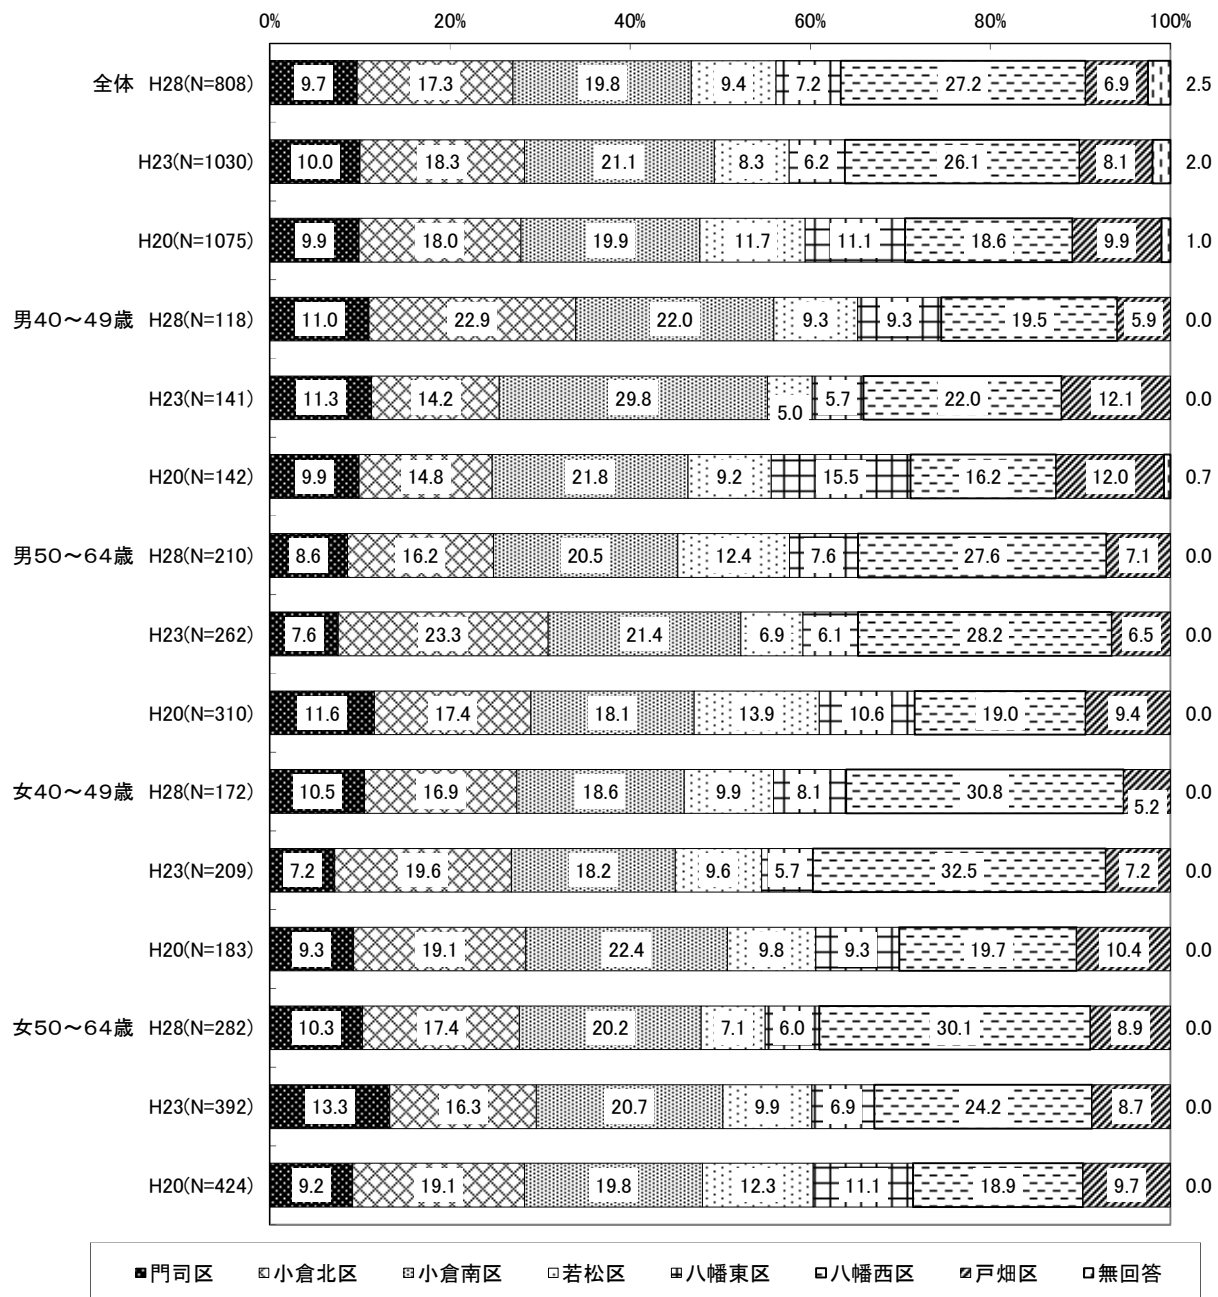 0% 20% 40% 60% 80% 100%
全体 H28(N=808) 9.7 17.3 19.8 9.4 7.2 27.2 6.9 2.5
H23(N=1030) 10.0 18.3 21.1 8.3 6.2 26.1 8.1 2.0
H20(N=1075) 9.9 18.0 19.9 11.7 11.1 18.6 9.9 1.0
男40～49歳 H28(N=118) 11.0 22.9 22.0 9.3 9.3 19.5 5.9 0.0
H23(N=141) 11.3 14.2 29.8 5.0 5.7 22.0 12.1 0.0
H20(N=142) 9.9 14.8 21.8 9.2 15.5 16.2 12.0 0.7
男50～64歳 H28(N=210) 8.6 16.2 20.5 12.4 7.6 27.6 7.1 0.0
H23(N=262) 7.6 23.3 21.4 6.9 6.1 28.2 6.5 0.0
H20(N=310) 11.6 17.4 18.1 13.9 10.6 19.0 9.4 0.0
女40～49歳 H28(N=172) 10.5 16.9 18.6 9.9 8.1 30.8 5.2 0.0
H23(N=209) 7.2 19.6 18.2 9.6 5.7 32.5 7.2 0.0
H20(N=183) 9.3 19.1 22.4 9.8 9.3 19.7 10.4 0.0
女50～64歳 H28(N=282) 10.3 17.4 20.2 7.1 6.0 30.1 8.9 0.0
H23(N=392) 13.3 16.3 20.7 9.9 6.9 24.2 8.7 0.0
H20(N=424) 9.2 19.1 19.8 12.3 11.1 18.9 9.7 0.0
門司区 小倉北区 小倉南区 若松区 八幡東区 八幡西区 戸畑区 無回答